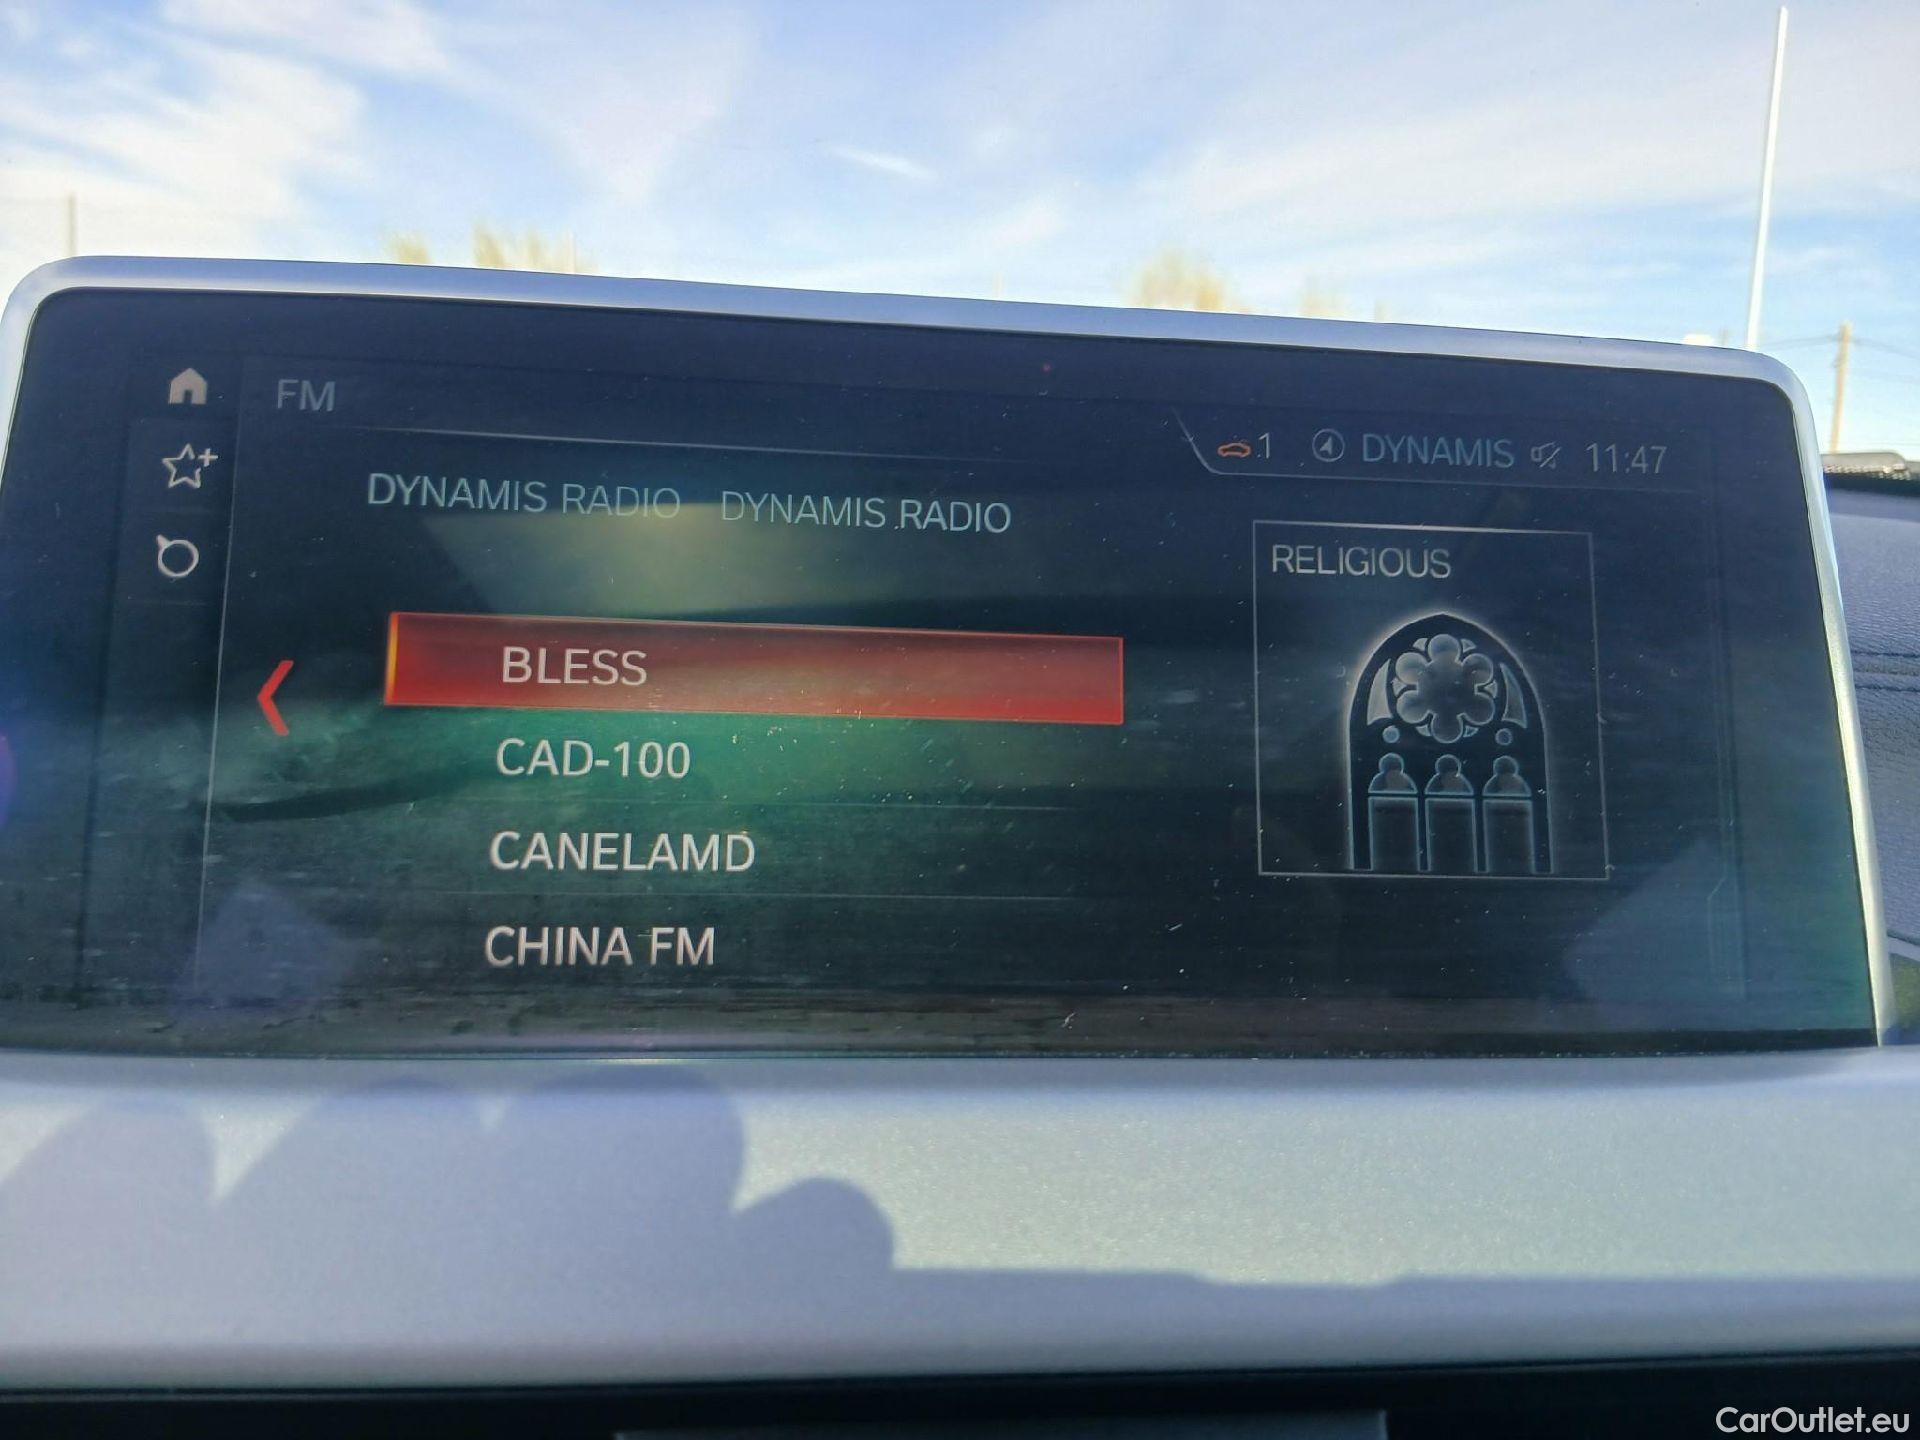 FM
1 DYNAMIS 11:47
DYNAMIS RADIO DYNAMIS RADIO
RELIGIOUS
BLESS
CAD-100
CANELAMD
CHINA FM
CarOutlet.eu